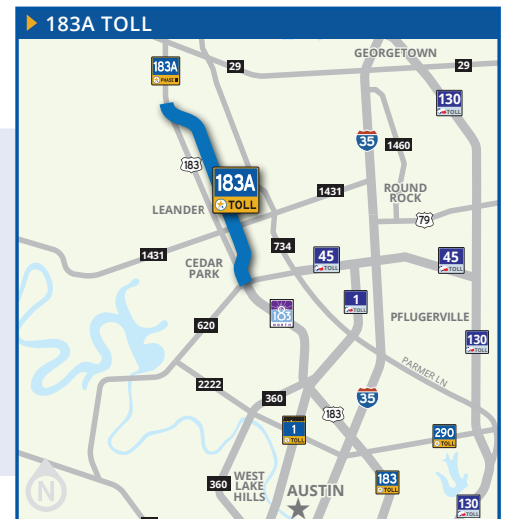 183A TOLL
GEORGETOWN
183A
PHASE
29
29
130
TOLL
35
1460
183
183A
TOLL
1431
ROUND
ROCK
LEANDER
79
734
1431
CEDAR
PARK
45
TOLL
45
TOLL
1
TOLL
183
NORTH
PFLUGERVILLE
620
130
TOLL
PARMER LN
2222
360
35
183
1
TOLL
290
TOLL
WEST
LAKE
HILLS
360
AUSTIN
183
TOLL
130
TOLL
N